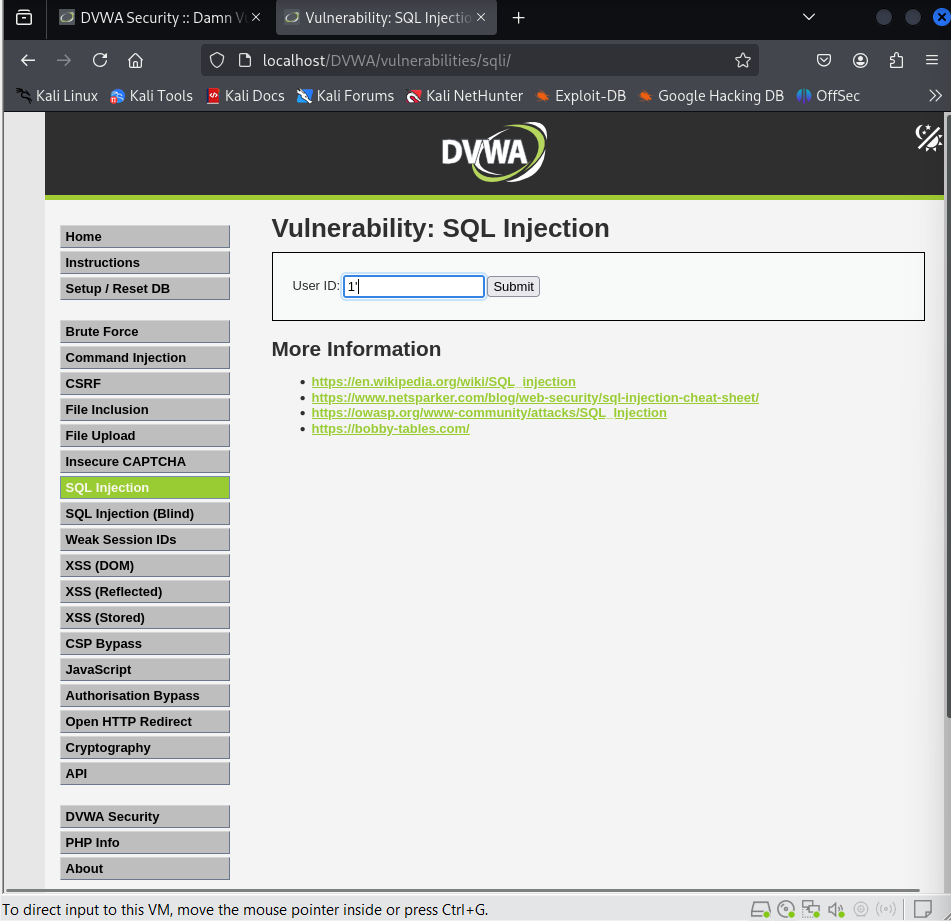 DVWA Security :: Damn Vu
Vulnerability: SQL Injectio
localhost/DVWA/vulnerabilities/sqli/
Kali Linux Kali Tools Kali Docs Kali Forums Kali NetHunter Exploit-DB Google Hacking DB OffSec
DVWA
Home
Instructions
Setup / Reset DB
Brute Force
Command Injection
CSRF
File Inclusion
File Upload
Insecure CAPTCHA
SQL Injection
SQL Injection (Blind)
Weak Session IDs
XSS (DOM)
XSS (Reflected)
XSS (Stored)
CSP Bypass
JavaScript
Authorisation Bypass
Open HTTP Redirect
Cryptography
API
DVWA Security
PHP Info
About
Vulnerability: SQL Injection
User ID: 1' Submit
More Information
https://en.wikipedia.org/wiki/SQL_injection
https://www.netsparker.com/blog/web-security/sql-injection-cheat-sheet/
https://owasp.org/www-community/attacks/SQL_Injection
https://bobby-tables.com/
To direct input to this VM, move the mouse pointer inside or press Ctrl+G.